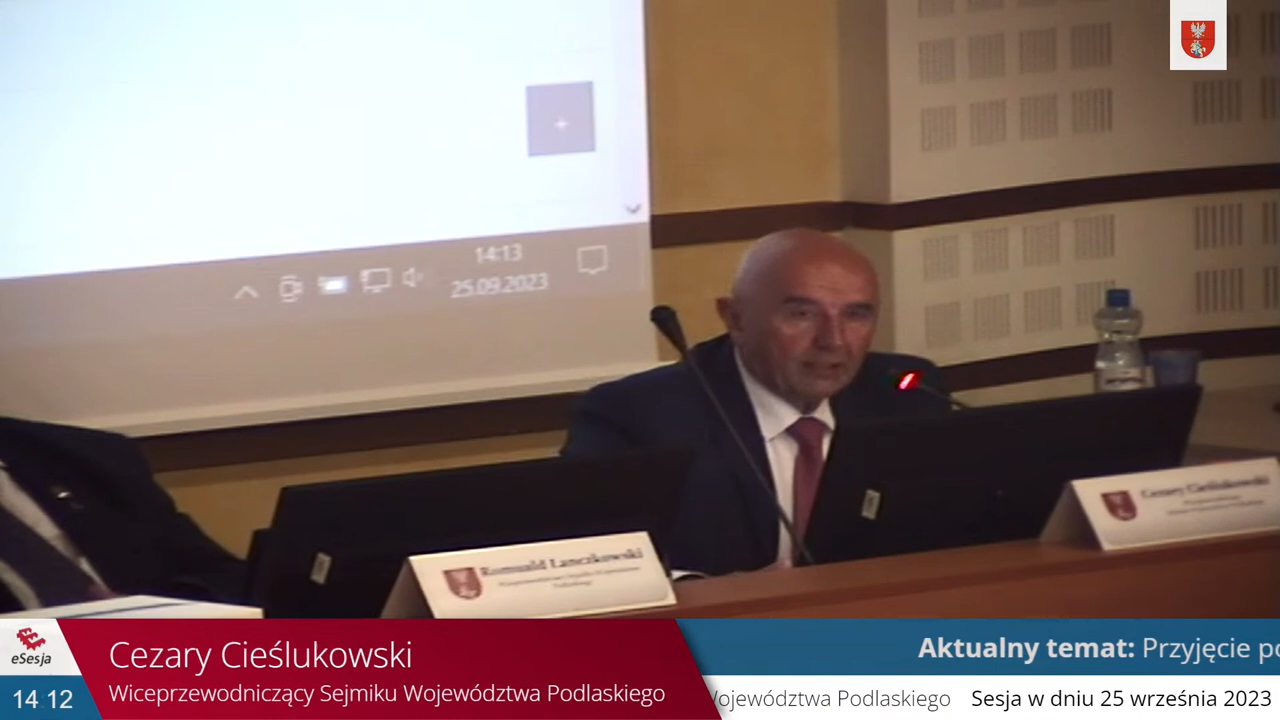 14:13
25.09.2023
Cezary Cieślukowski
Romuald Łanczkowski
eSesja
14 12
Cezary Cieślukowski
Wiceprzewodniczący Sejmiku Województwa Podlaskiego
Aktualny temat: Przyjęcie po
Województwa Podlaskiego Sesja w dniu 25 września 2023